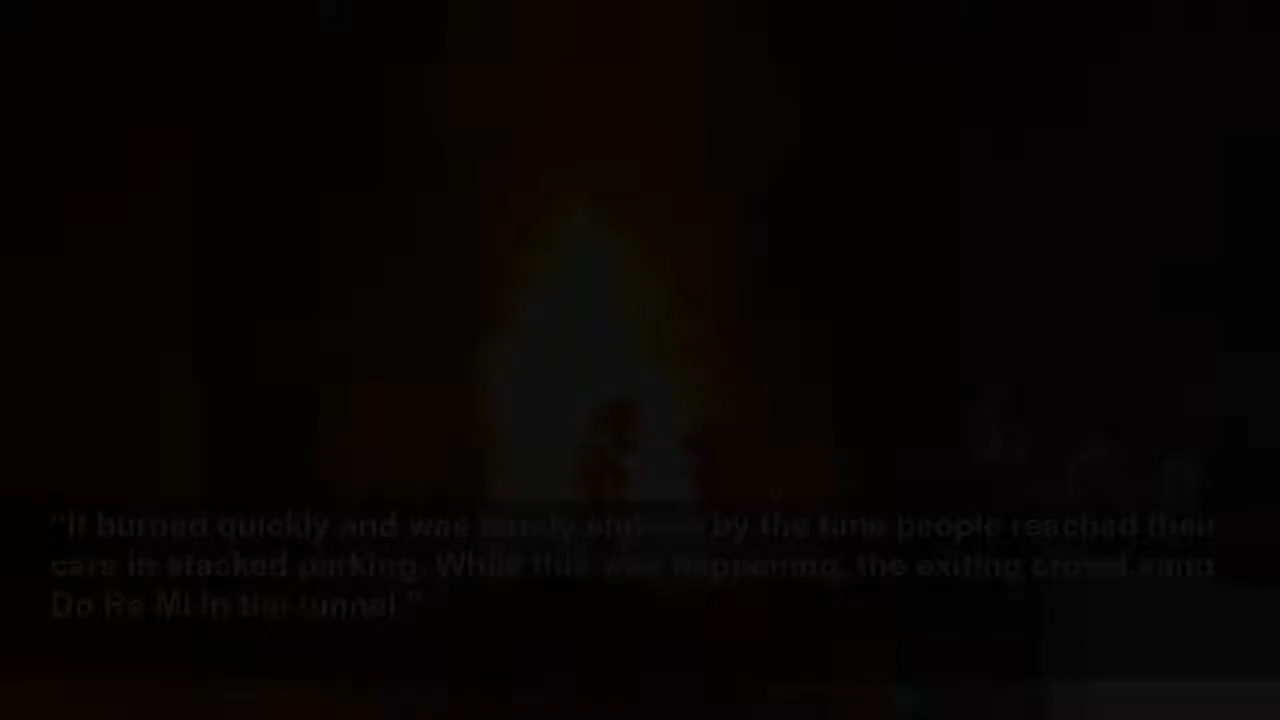 "It burned quickly and was by the time people reached their
cars in stacked parking. While this was happening, the exiting crowd sang
Do Re Mi in the tunnel."